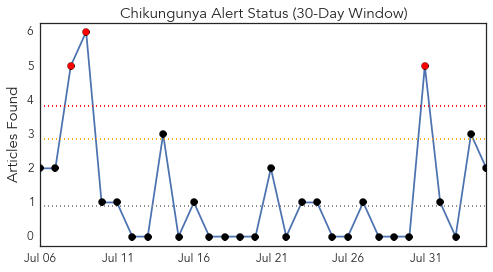 Chikungunya Alert Status (30-Day Window)
Articles Found
6
5
4
3
2
1
0
Jul 06
Jul 11
Jul 16
Jul 21
Jul 26
Jul 31